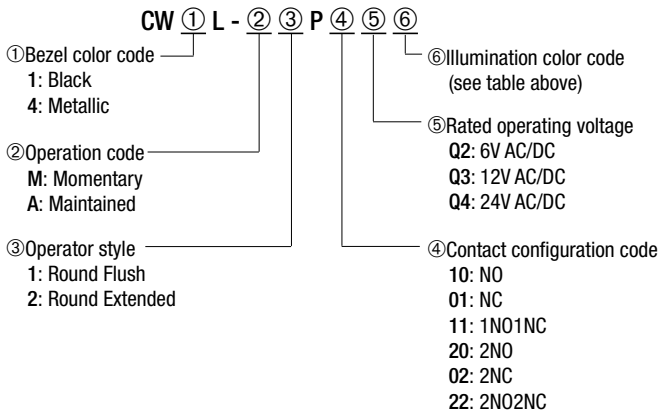 CW ① L - ② ③ P ④ ⑤ ⑥
①Bezel color code
1: Black
4: Metallic
②Operation code
M: Momentary
A: Maintained
③Operator style
1: Round Flush
2: Round Extended
⑥Illumination color code
(see table above)
⑤Rated operating voltage
Q2: 6V AC/DC
Q3: 12V AC/DC
Q4: 24V AC/DC
④Contact configuration code
10: NO
01: NC
11: 1NO1NC
20: 2NO
02: 2NC
22: 2NO2NC